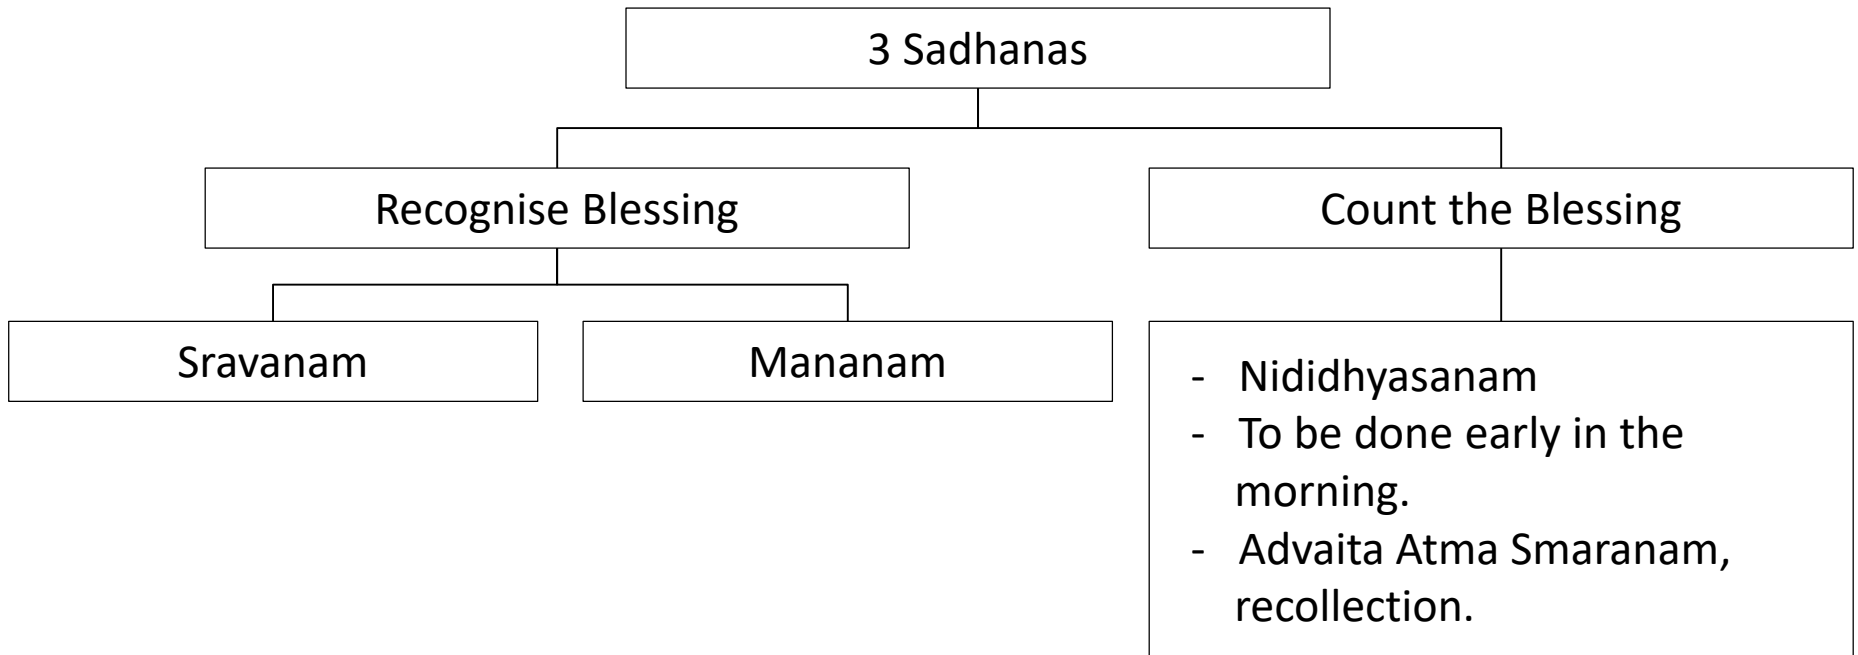 3 Sadhanas
Recognise Blessing
Count the Blessing
Sravanam
Mananam
- Nididhyasanam
- To be done early in the
morning.
- Advaita Atma Smaranam,
recollection.